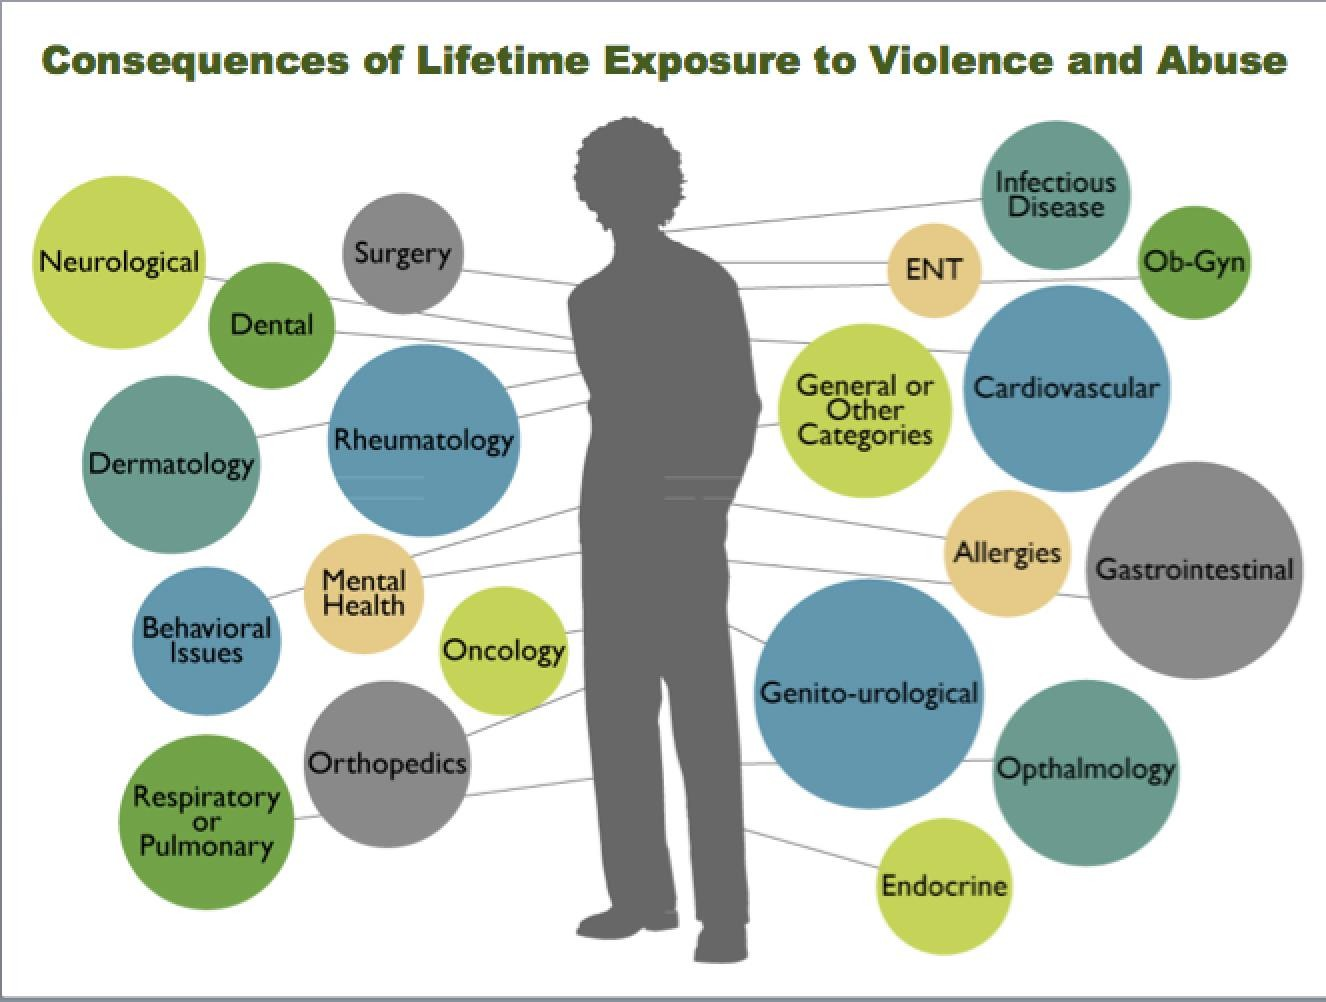 Consequences of Lifetime Exposure to Violence and Abuse
Neurological
Surgery
Dental
Rheumatology
Dermatology
Mental
Health
Behavioral
Issues
Oncology
Orthopedics
Respiratory
or
Pulmonary
Infectious
Disease
ENT
Ob-Gyn
General or
Other
Categories
Cardiovascular
Allergies
Gastrointestinal
Genito-urological
Opthalmology
Endocrine